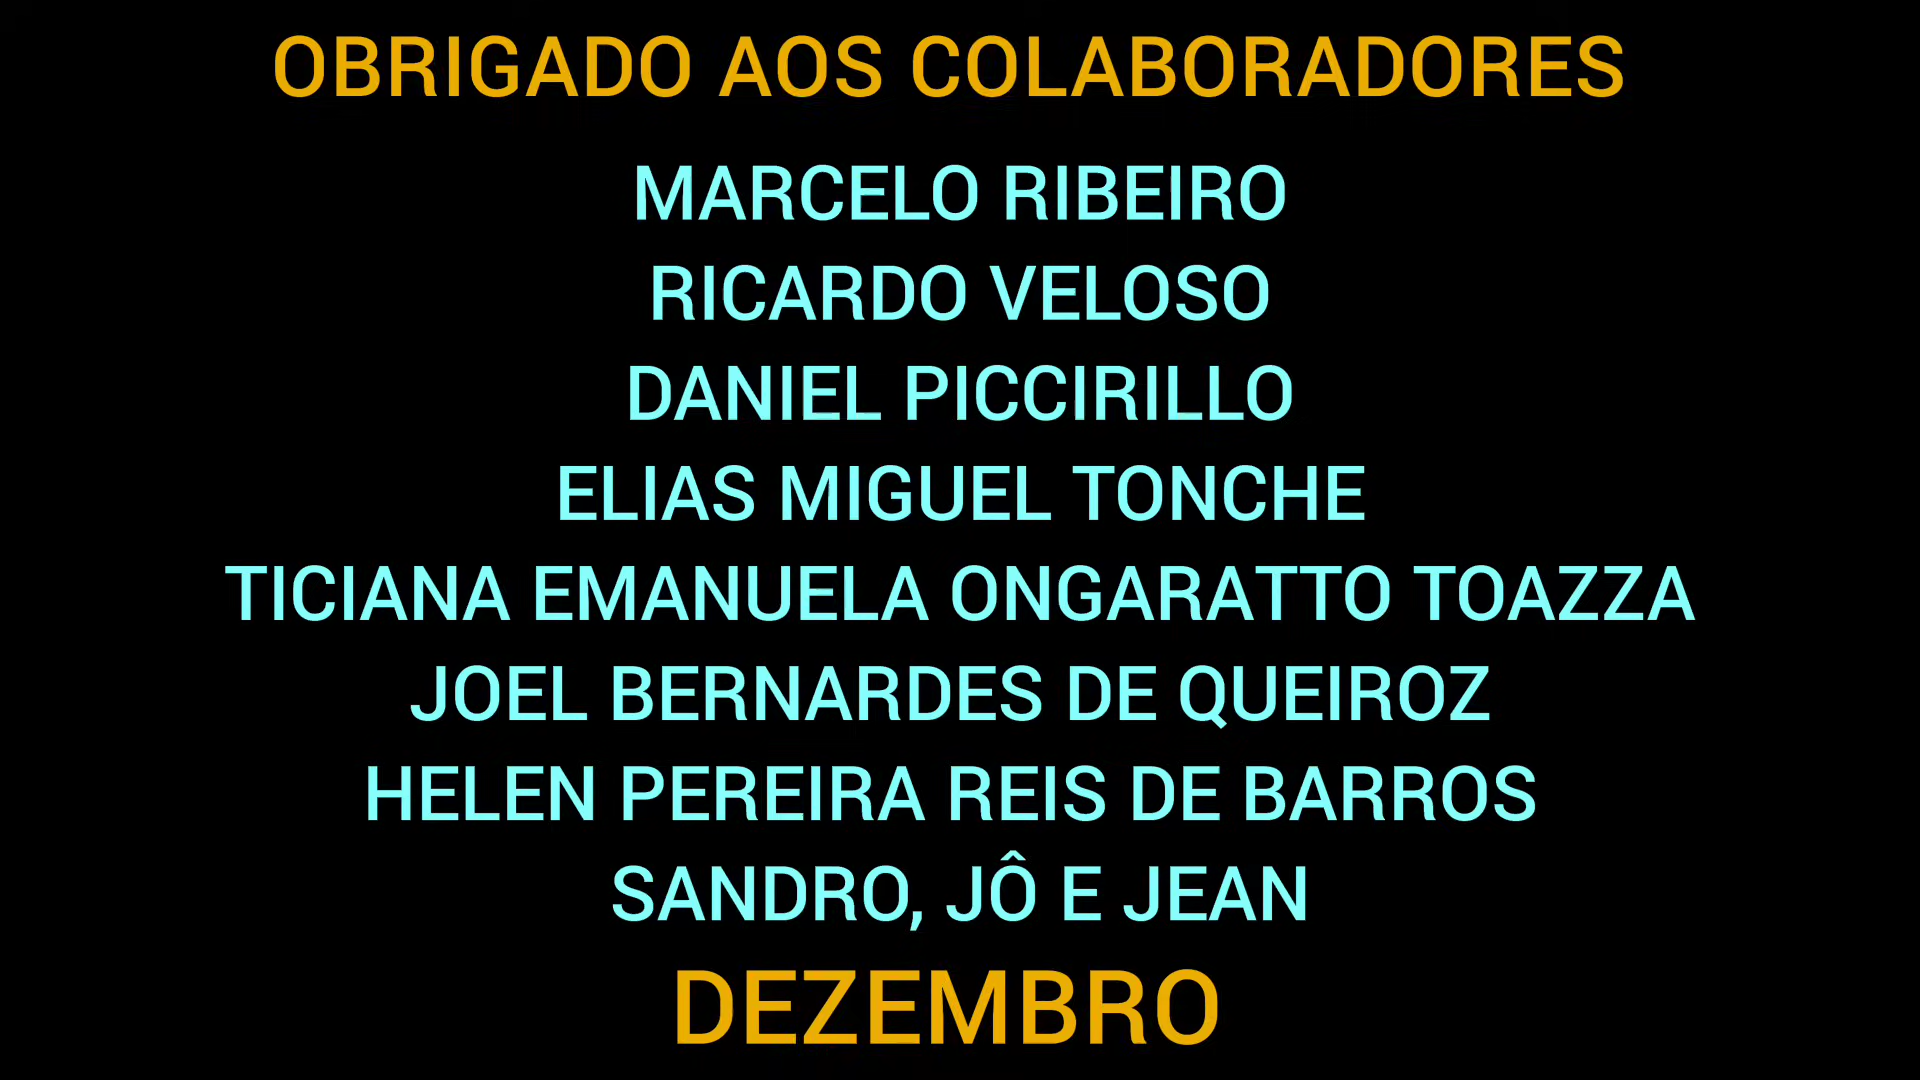 OBRIGADO AOS COLABORADORES
MARCELO RIBEIRO
RICARDO VELOSO
DANIEL PICCIRILLO
ELIAS MIGUEL TONCHE
TICIANA EMANUELA ONGARATTO TOAZZA
JOEL BERNARDES DE QUEIROZ
HELEN PEREIRA REIS DE BARROS
SANDRO, JÔ E JEAN
DEZEMBRO